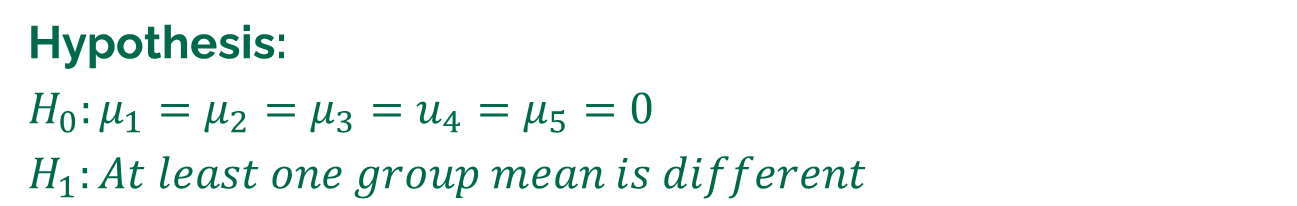 Hypothesis:
H₀: μ₁ = μ₂ = μ₃ = u₄ = μ₅ = 0
H₁: At least one group mean is different